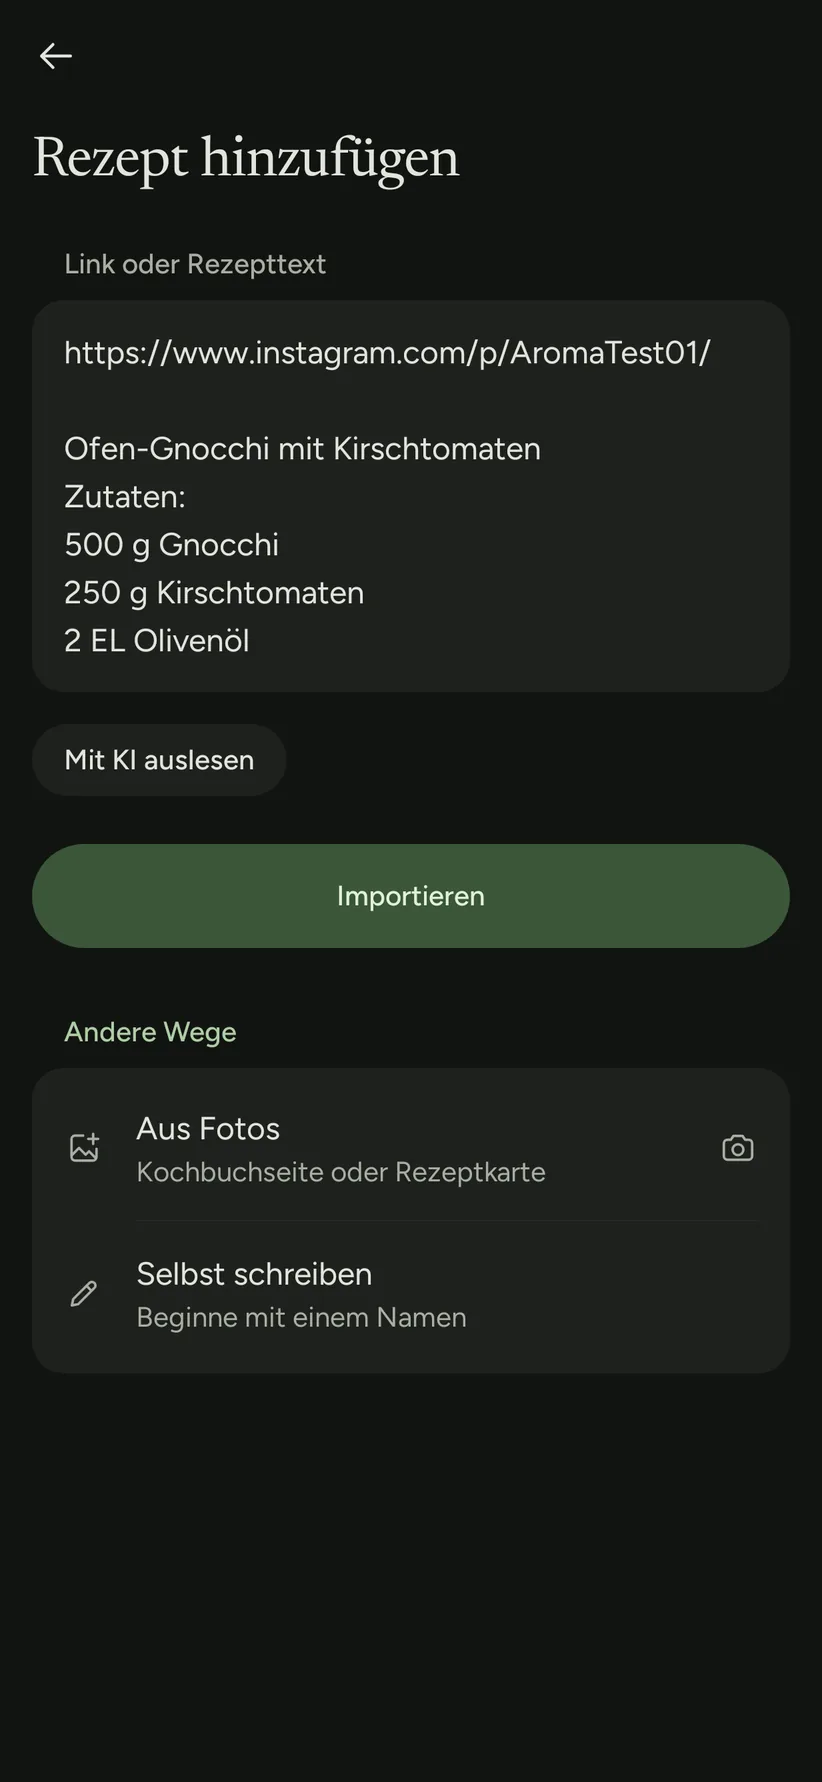 Rezept hinzufügen
Link oder Rezepttext
https://www.instagram.com/p/AromaTest01/
Ofen-Gnocchi mit Kirschtomaten
Zutaten:
500 g Gnocchi
250 g Kirschtomaten
2 EL Olivenöl
Mit KI auslesen
Importieren
Andere Wege
Aus Fotos
Kochbuchseite oder Rezeptkarte
Selbst schreiben
Beginne mit einem Namen